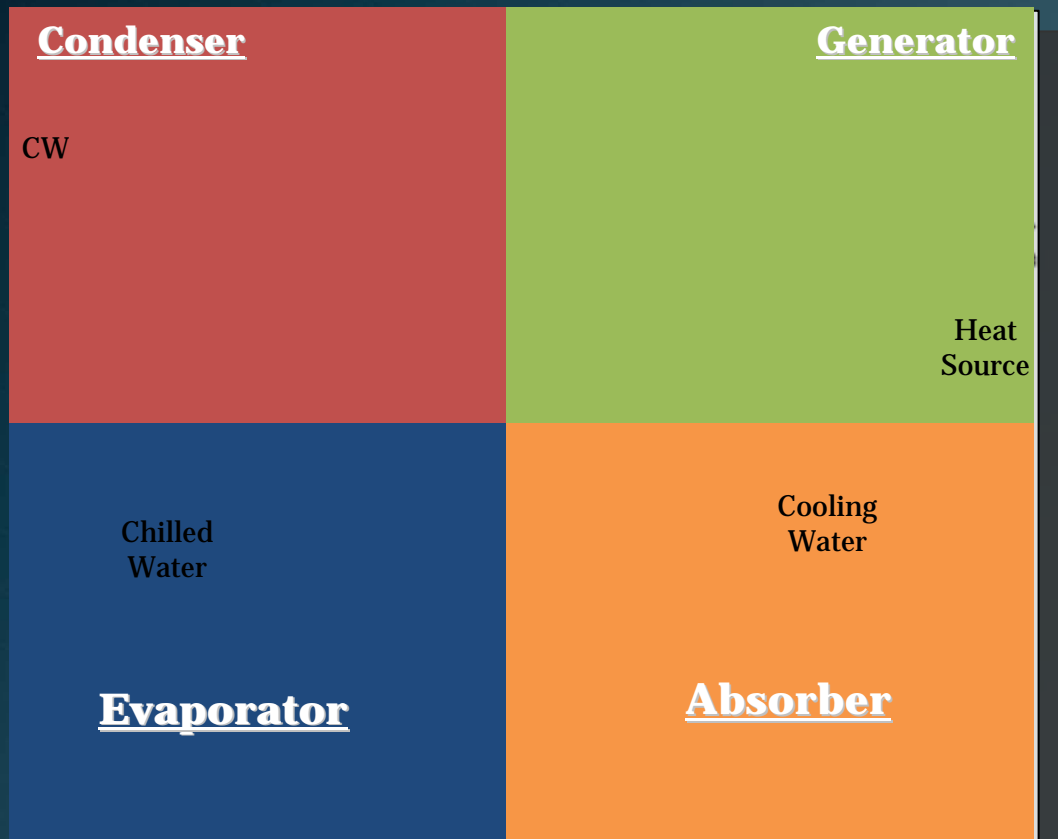 Condenser
Generator
CW
Heat
Source
Chilled
Water
Cooling
Water
Evaporator
Absorber